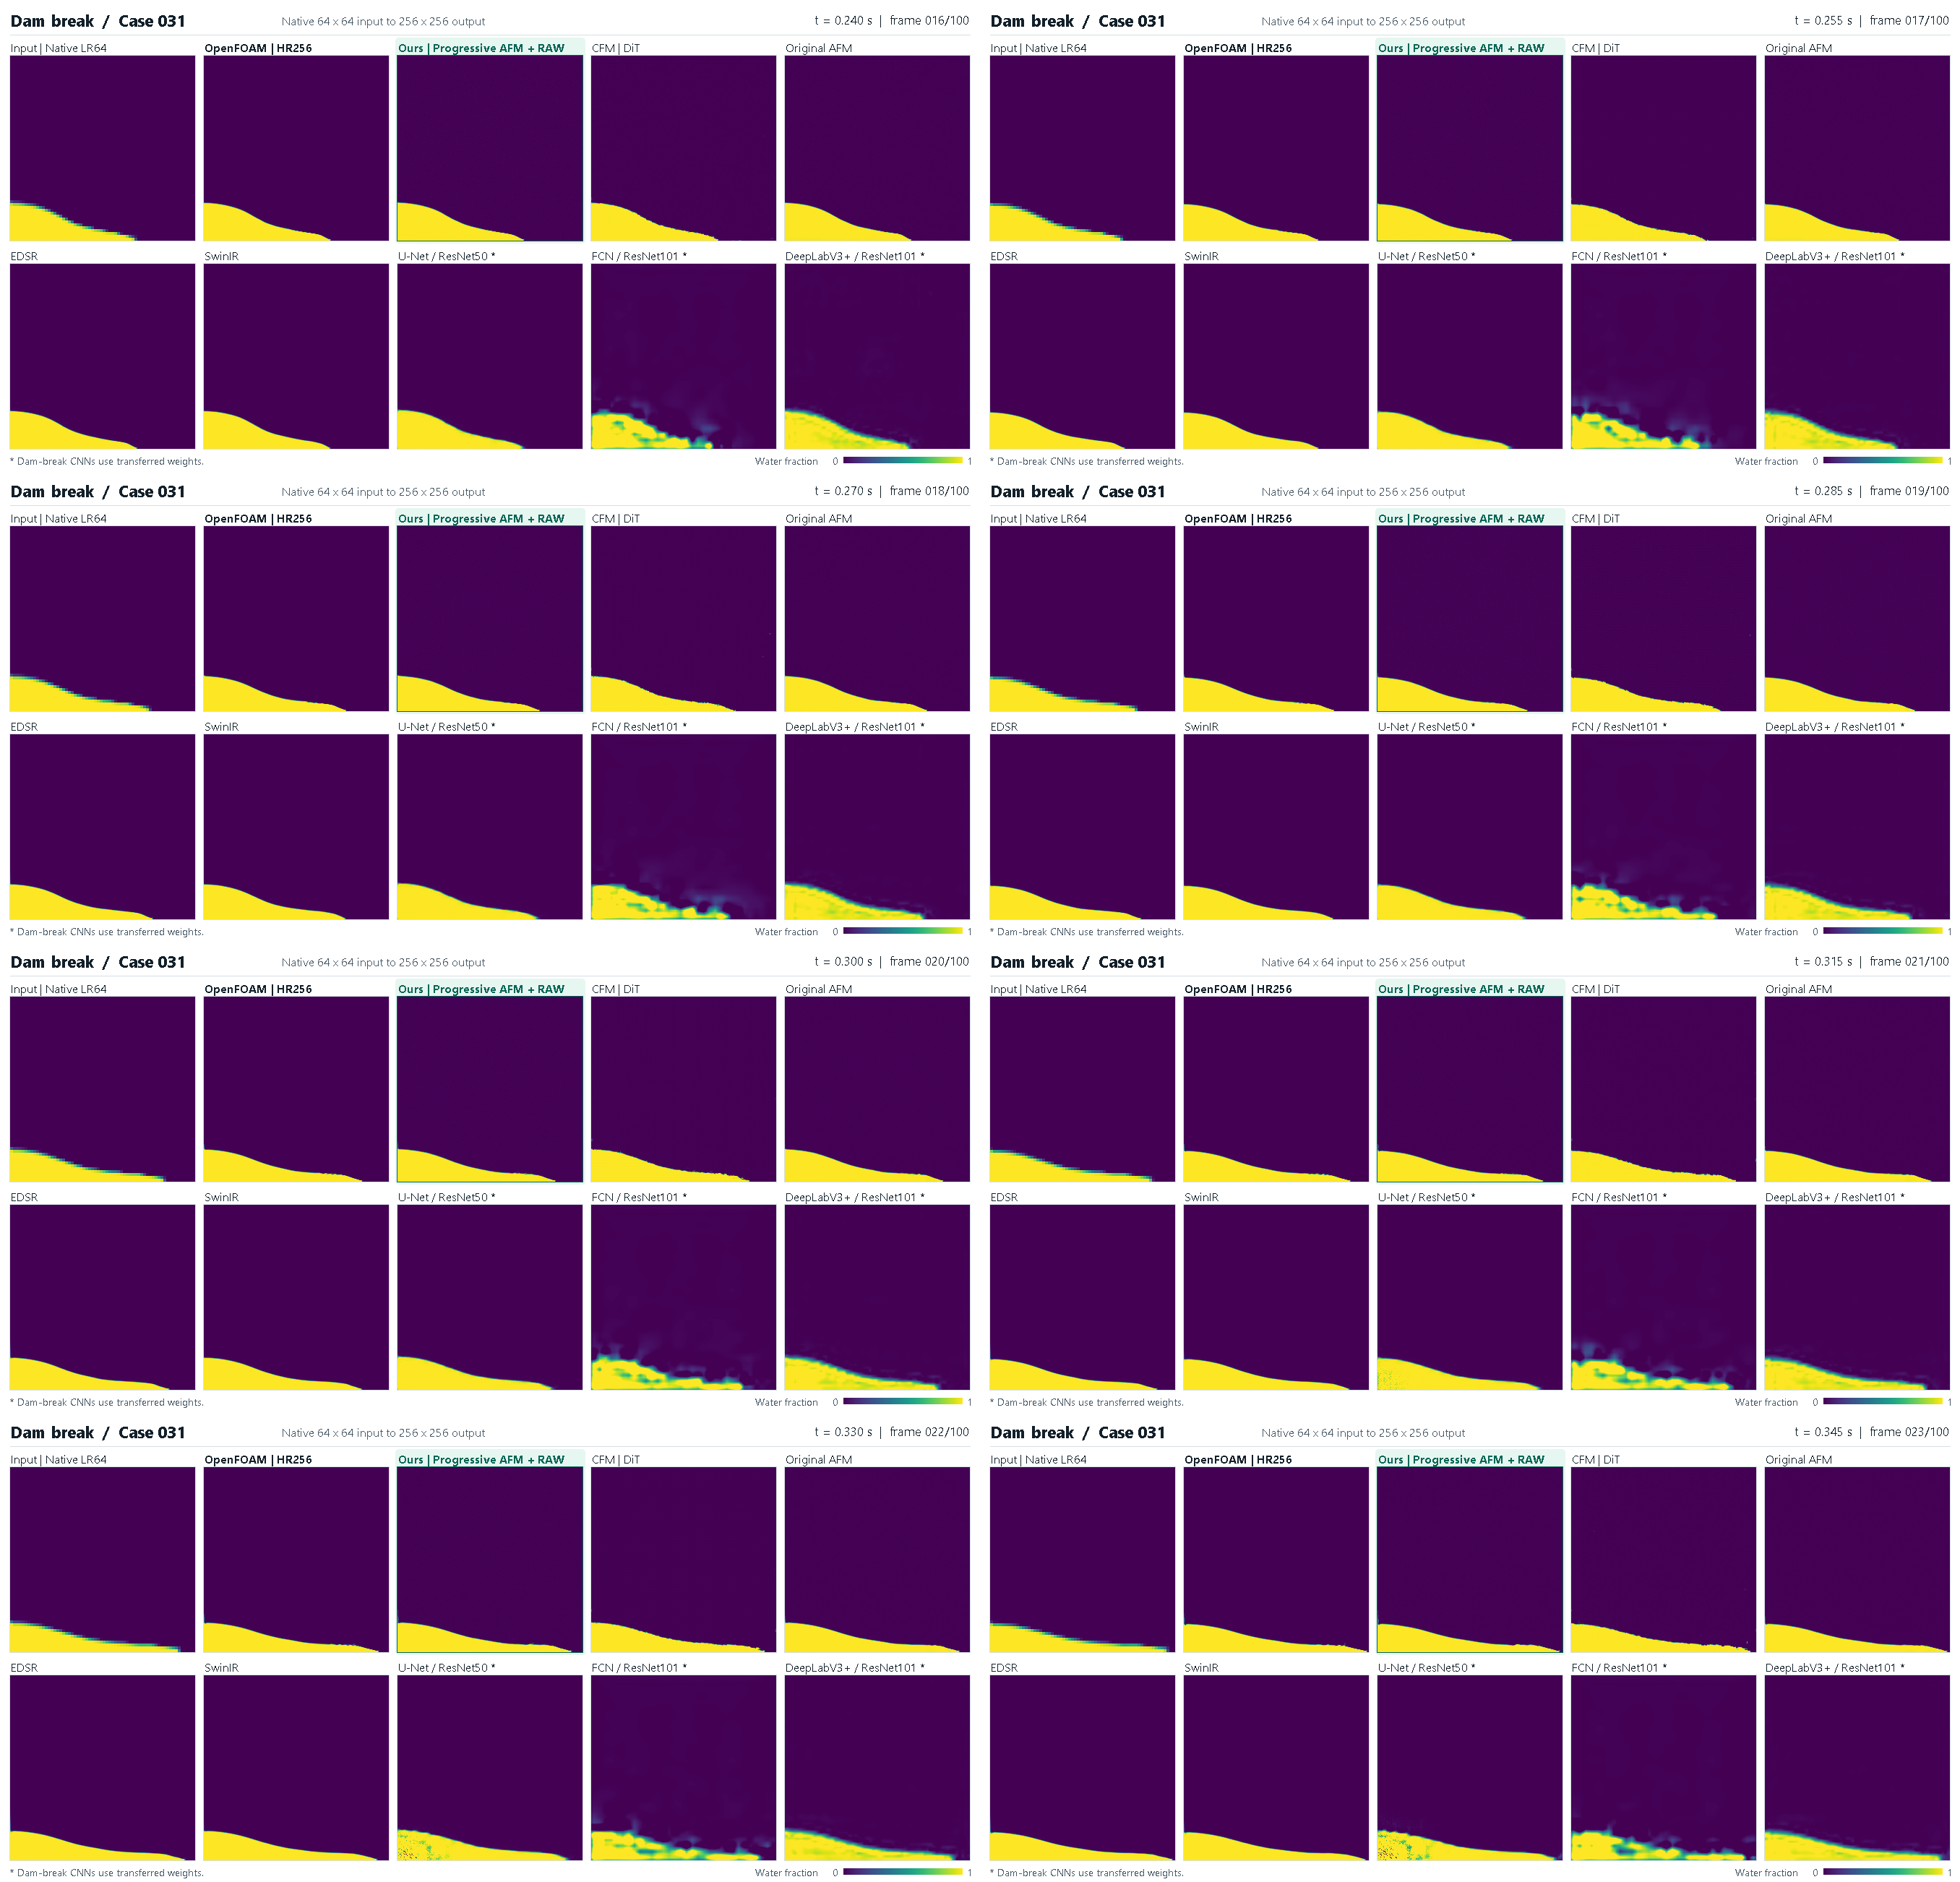 Dam break / Case 031 Native 64 x 64 input to 256 x 256 output t = 0.240 s | frame 016/100
Input | Native LR64 OpenFOAM | HR256 Ours | Progressive AFM + RAW CFM | DiT Original AFM
EDSR SwinIR U-Net / ResNet50 * FCN / ResNet101 * DeepLabV3+ / ResNet101 *
* Dam-break CNNs use transferred weights. Water fraction 0 1
Dam break / Case 031 Native 64 x 64 input to 256 x 256 output t = 0.255 s | frame 017/100
Input | Native LR64 OpenFOAM | HR256 Ours | Progressive AFM + RAW CFM | DiT Original AFM
EDSR SwinIR U-Net / ResNet50 * FCN / ResNet101 * DeepLabV3+ / ResNet101 *
* Dam-break CNNs use transferred weights. Water fraction 0 1
Dam break / Case 031 Native 64 x 64 input to 256 x 256 output t = 0.270 s | frame 018/100
Input | Native LR64 OpenFOAM | HR256 Ours | Progressive AFM + RAW CFM | DiT Original AFM
EDSR SwinIR U-Net / ResNet50 * FCN / ResNet101 * DeepLabV3+ / ResNet101 *
* Dam-break CNNs use transferred weights. Water fraction 0 1
Dam break / Case 031 Native 64 x 64 input to 256 x 256 output t = 0.285 s | frame 019/100
Input | Native LR64 OpenFOAM | HR256 Ours | Progressive AFM + RAW CFM | DiT Original AFM
EDSR SwinIR U-Net / ResNet50 * FCN / ResNet101 * DeepLabV3+ / ResNet101 *
* Dam-break CNNs use transferred weights. Water fraction 0 1
Dam break / Case 031 Native 64 x 64 input to 256 x 256 output t = 0.300 s | frame 020/100
Input | Native LR64 OpenFOAM | HR256 Ours | Progressive AFM + RAW CFM | DiT Original AFM
EDSR SwinIR U-Net / ResNet50 * FCN / ResNet101 * DeepLabV3+ / ResNet101 *
* Dam-break CNNs use transferred weights. Water fraction 0 1
Dam break / Case 031 Native 64 x 64 input to 256 x 256 output t = 0.315 s | frame 021/100
Input | Native LR64 OpenFOAM | HR256 Ours | Progressive AFM + RAW CFM | DiT Original AFM
EDSR SwinIR U-Net / ResNet50 * FCN / ResNet101 * DeepLabV3+ / ResNet101 *
* Dam-break CNNs use transferred weights. Water fraction 0 1
Dam break / Case 031 Native 64 x 64 input to 256 x 256 output t = 0.330 s | frame 022/100
Input | Native LR64 OpenFOAM | HR256 Ours | Progressive AFM + RAW CFM | DiT Original AFM
EDSR SwinIR U-Net / ResNet50 * FCN / ResNet101 * DeepLabV3+ / ResNet101 *
* Dam-break CNNs use transferred weights. Water fraction 0 1
Dam break / Case 031 Native 64 x 64 input to 256 x 256 output t = 0.345 s | frame 023/100
Input | Native LR64 OpenFOAM | HR256 Ours | Progressive AFM + RAW CFM | DiT Original AFM
EDSR SwinIR U-Net / ResNet50 * FCN / ResNet101 * DeepLabV3+ / ResNet101 *
* Dam-break CNNs use transferred weights. Water fraction 0 1